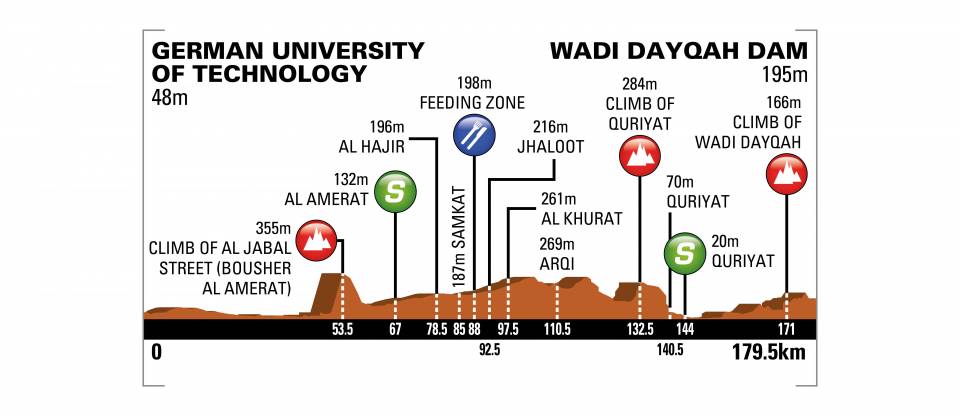 GERMAN UNIVERSITY
OF TECHNOLOGY
48m
WADI DAYQAH DAM
195m
355m
CLIMB OF AL JABAL
STREET (BOUSHER
AL AMERAT)
132m
AL AMERAT
S
196m
AL HAJIR
187m SAMKAT
198m
FEEDING ZONE
216m
JHALOOT
261m
AL KHURAT
269m
ARQI
284m
CLIMB OF
QURIYAT
70m
QURIYAT
S
20m
QURIYAT
166m
CLIMB OF
WADI DAYQAH
53.5 67 78.5 85 88 97.5 110.5 132.5 144 171
0 92.5 140.5 179.5km